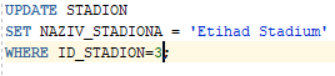 UPDATE STADION
SET NAZIV_STADIONA = 'Etihad Stadium'
WHERE ID_STADION=3;